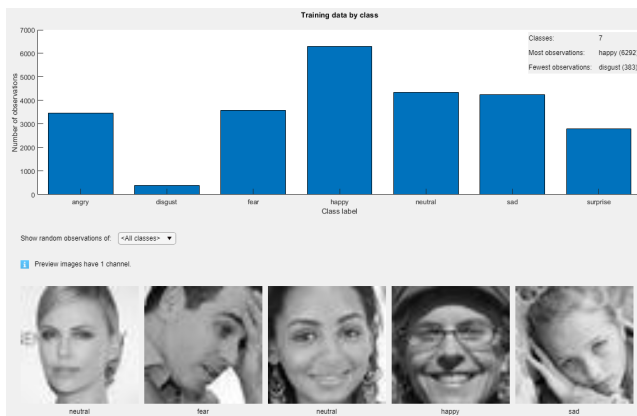 Training data by class
Classes: 7
Most observations: happy (6292)
Fewest observations: disgust (383)
Number of observations
7000
6000
5000
4000
3000
2000
1000
0
angry disgust fear happy neutral sad surprise
Class label
Show random observations of: <All classes>
Preview images have 1 channel.
neutral fear neutral happy sad